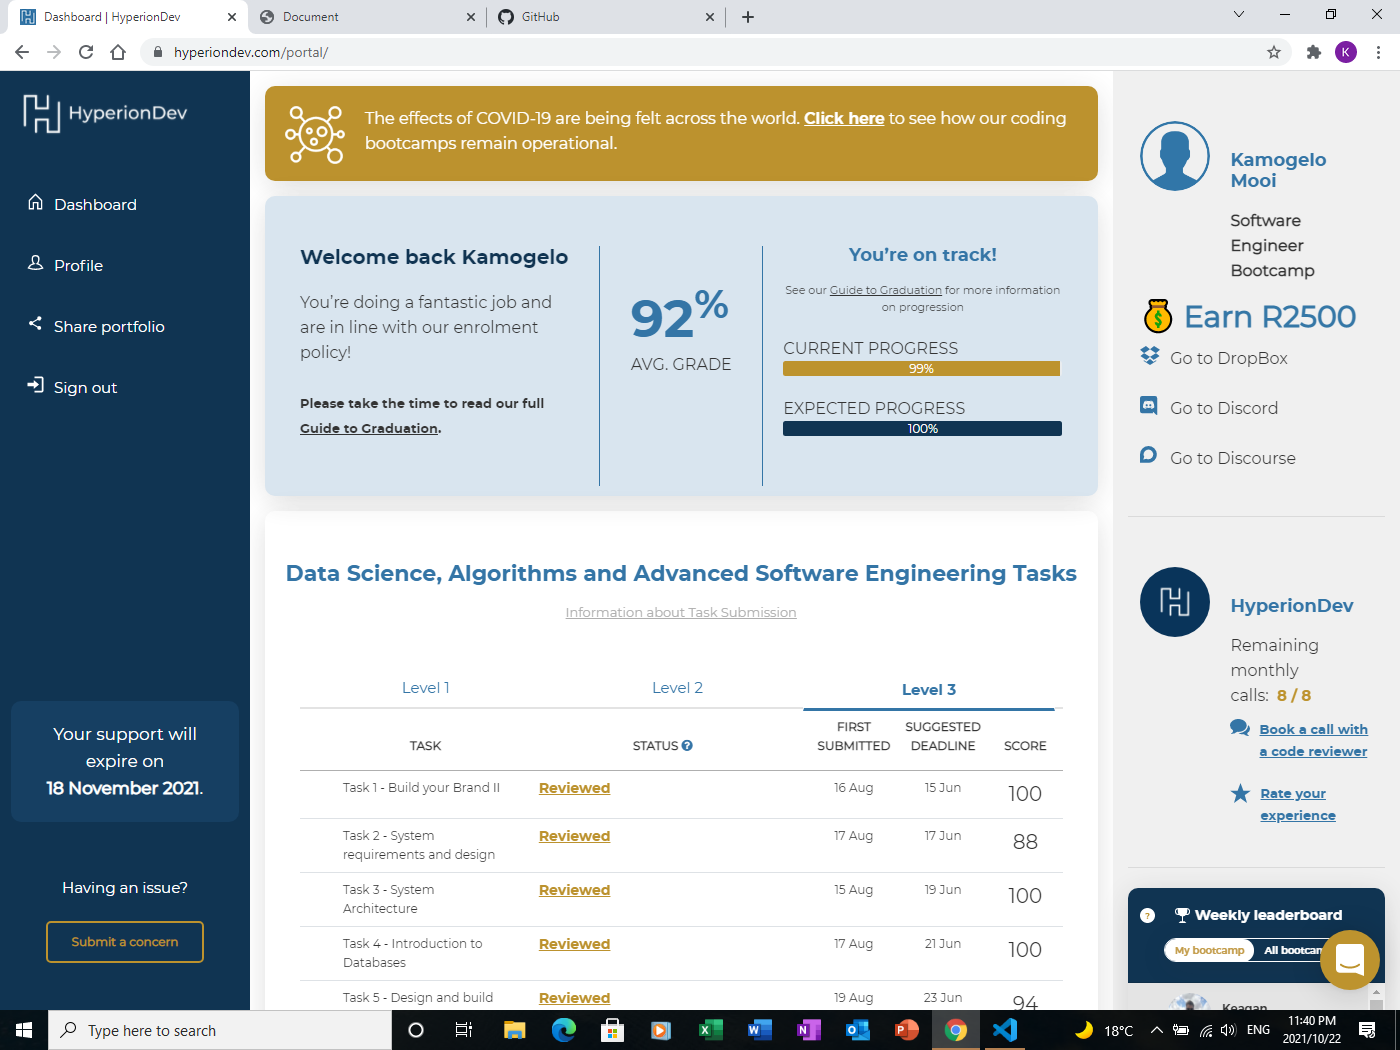 Dashboard | HyperionDev
Document
GitHub
hyperiondev.com/portal/
K
HyperionDev
Dashboard
Profile
Share portfolio
Sign out
Your support will
expire on
18 November 2021.
Having an issue?
Submit a concern
The effects of COVID-19 are being felt across the world. Click here to see how our coding
bootcamps remain operational.
Welcome back Kamogelo
You're doing a fantastic job and
are in line with our enrolment
policy!
Please take the time to read our full
Guide to Graduation.
92%
AVG. GRADE
You're on track!
See our Guide to Graduation for more information
on progression
CURRENT PROGRESS
99%
EXPECTED PROGRESS
100%
Data Science, Algorithms and Advanced Software Engineering Tasks
Information about Task Submission
Level 1 Level 2 Level 3
TASK STATUS ? FIRST SUBMITTED SUGGESTED DEADLINE SCORE
Task 1 - Build your Brand II Reviewed 16 Aug 15 Jun 100
Task 2 - System Reviewed 17 Aug 17 Jun 88
requirements and design
Task 3 - System Reviewed 15 Aug 19 Jun 100
Architecture
Task 4 - Introduction to Reviewed 17 Aug 21 Jun 100
Databases
Task 5 - Design and build Reviewed 19 Aug 23 Jun 94
Kamogelo
Mooi
Software
Engineer
Bootcamp
Earn R2500
Go to DropBox
Go to Discord
Go to Discourse
HyperionDev
Remaining
monthly
calls: 8 / 8
Book a call with
a code reviewer
Rate your
experience
? Weekly leaderboard
My bootcamp All bootcam
Keagan
Type here to search
18°C
ENG
11:40 PM
2021/10/22